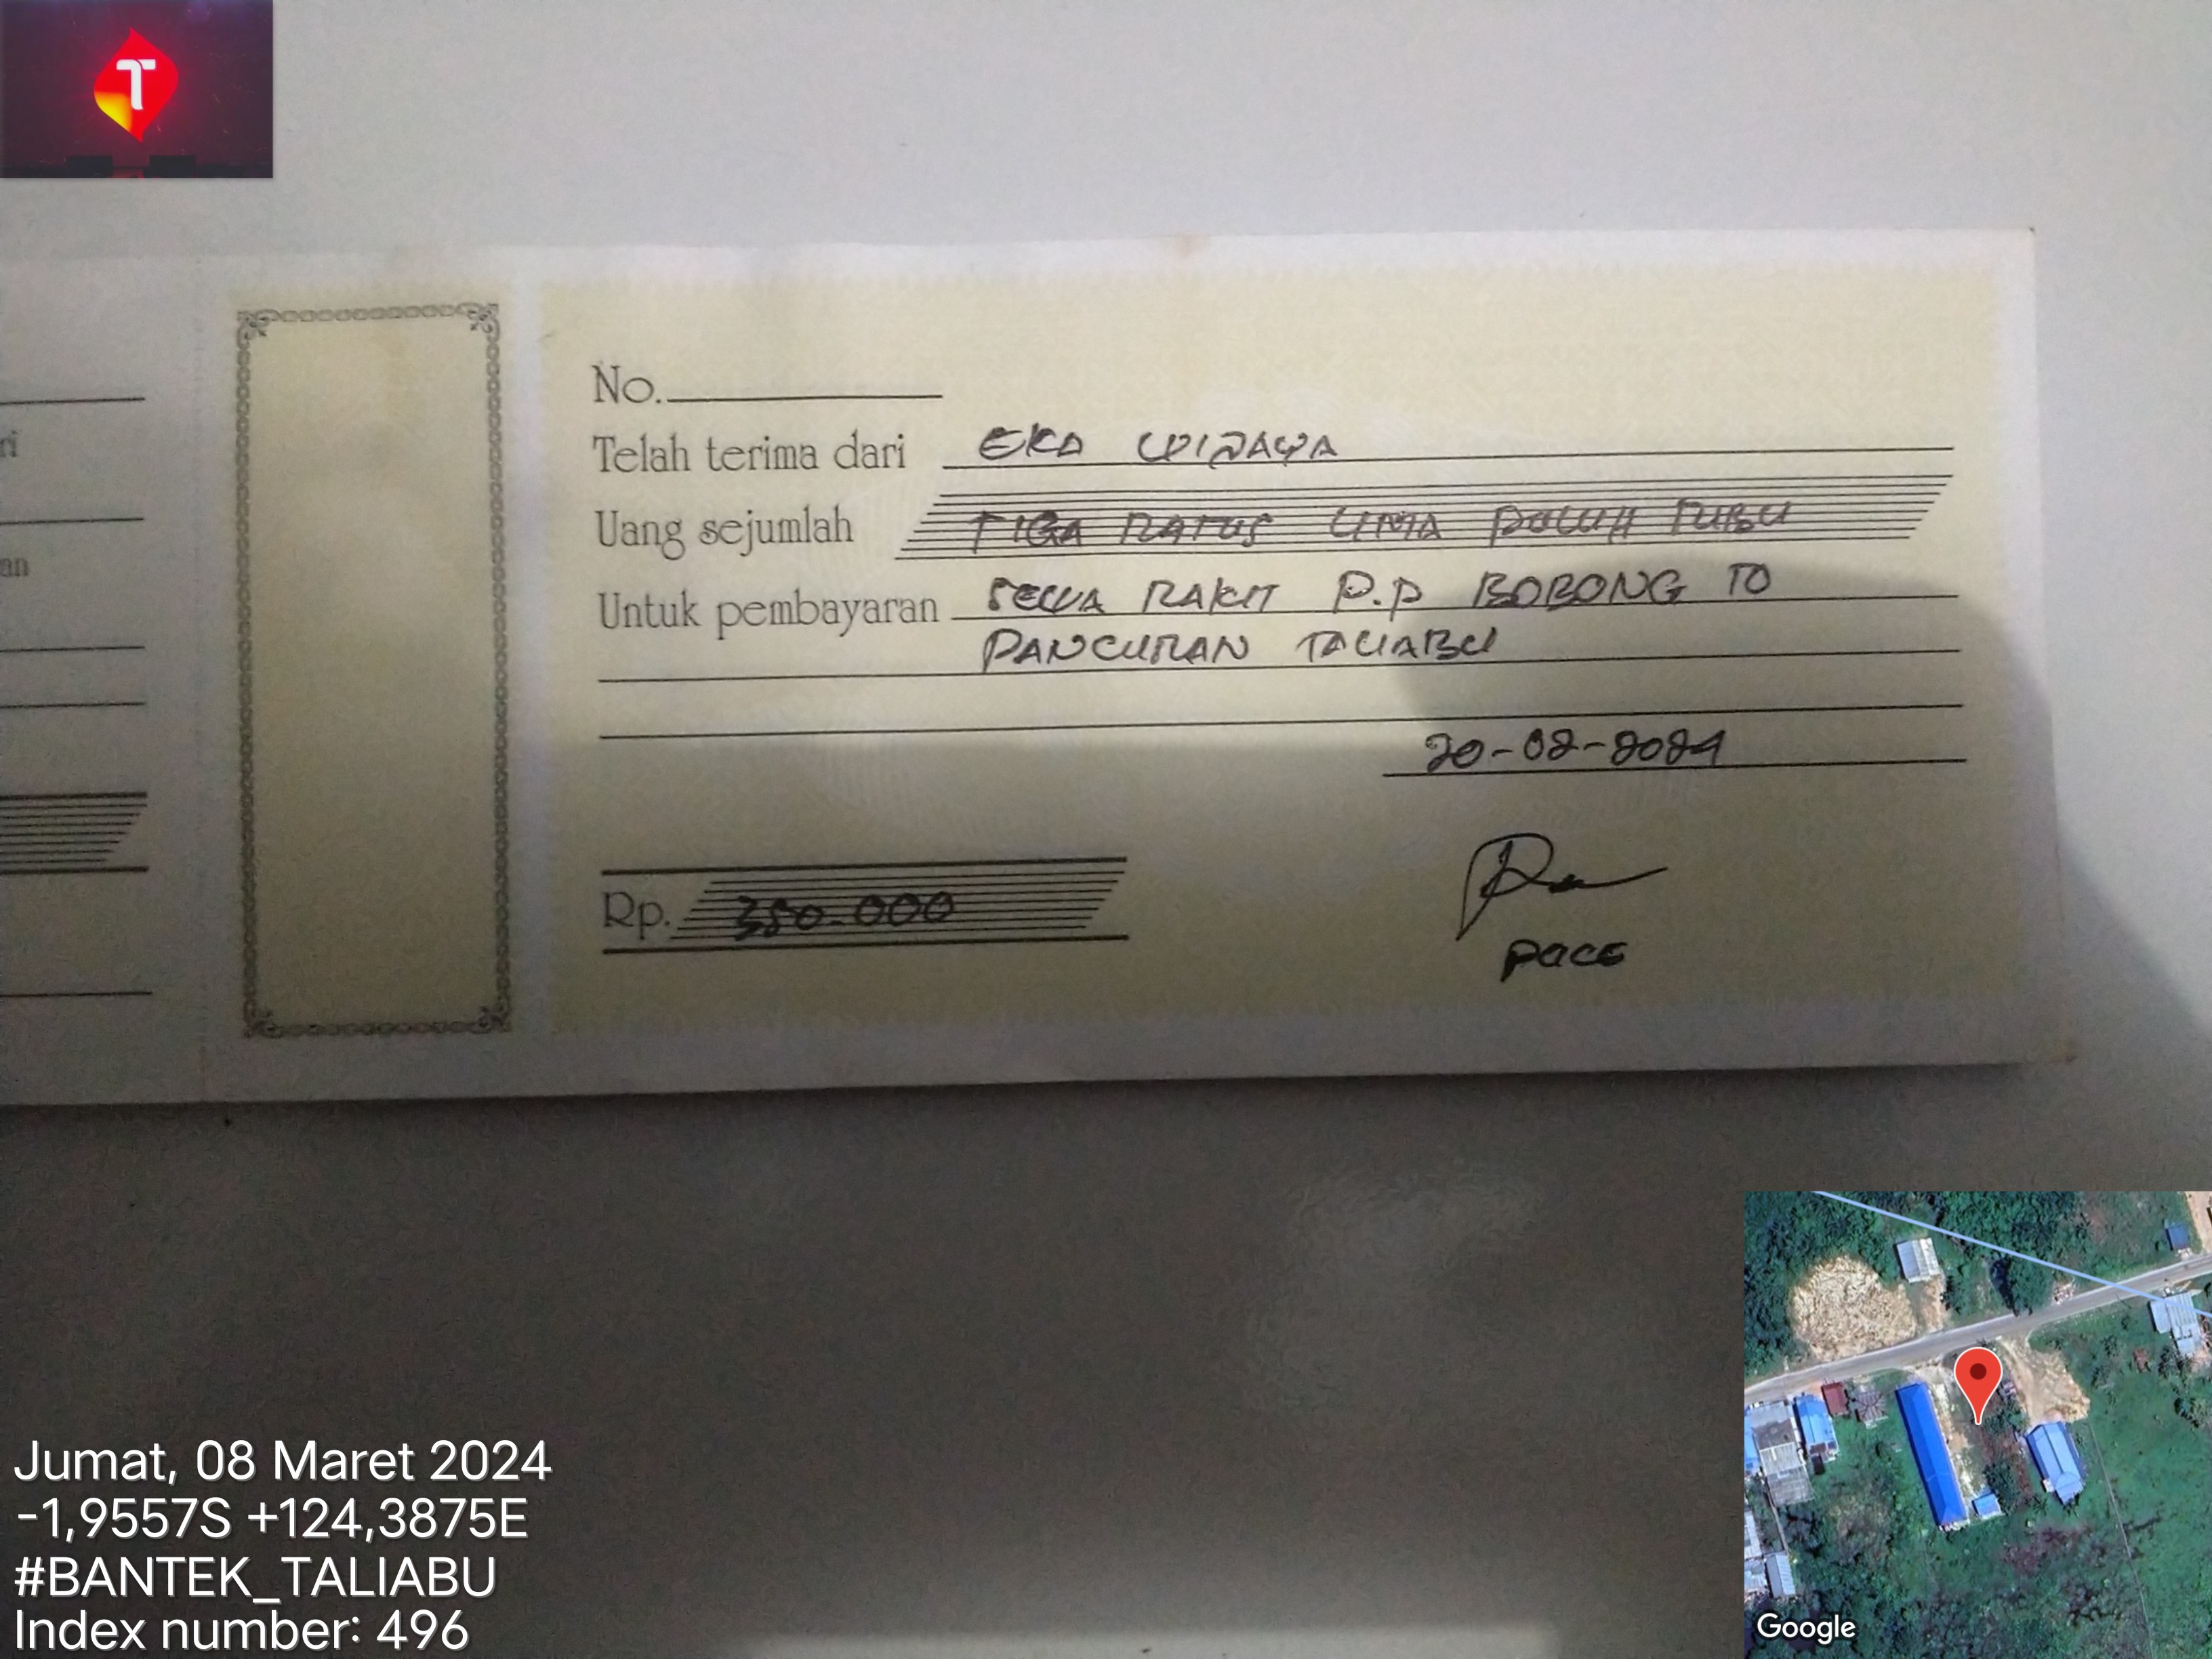 T
No.
Telah terima dari EKA WIJAYA
Uang sejumlah TIGA RATUS LIMA PULUH RIBU
Untuk pembayaran SEWA RAKIT P.P BOBONG TO
PANCURAN TALIABU
20-02-2024
Rp. 350.000
PACE
ri
an
Jumat, 08 Maret 2024
-1,9557S +124,3875E
#BANTEK_TALIABU
Index number: 496
Google